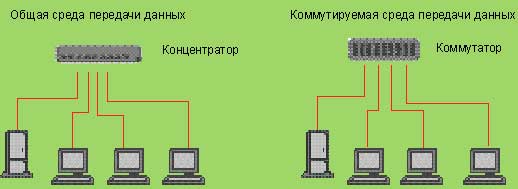 Общая среда передачи данных
Концентратор
Коммутируемая среда передачи данных
Коммутатор